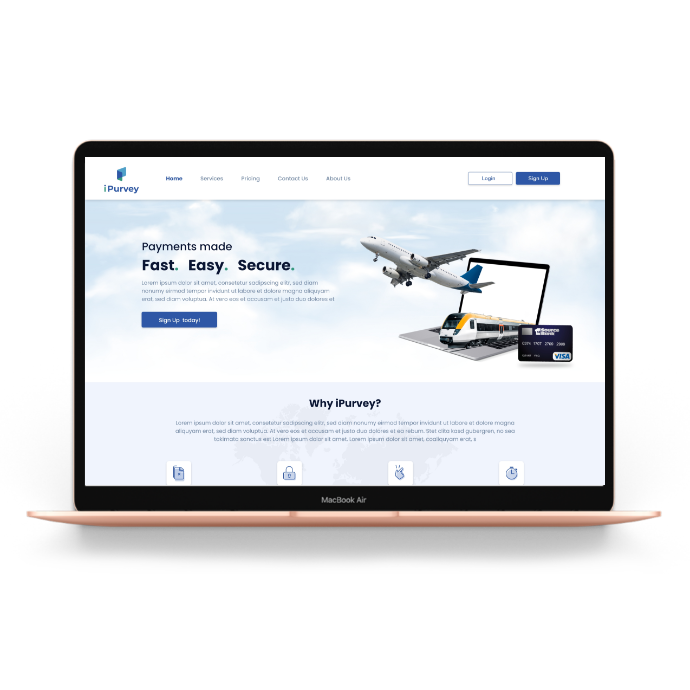 iPurvey
Home Services Pricing Contact Us About Us Login Sign Up
Payments made
Fast. Easy. Secure.
Lorem ipsum dolor sit amet, consetetur sadipscing elitr, sed diam
nonumy eirmod tempor invidunt ut labore et dolore magna aliquyam
erat, sed diam voluptua. At vero eos et accusam et justo duo dolores et
Sign Up today!
VISA
Why iPurvey?
Lorem ipsum dolor sit amet, consetetur sadipscing elitr, sed diam nonumy eirmod tempor invidunt ut labore et dolore magna
aliquyam erat, sed diam voluptua. At vero eos et accusam et justo duo dolores et ea rebum. Stet clita kasd gubergren, no sea
takimata sanctus est Lorem ipsum dolor sit amet. Lorem ipsum dolor sit amet,
MacBook Air